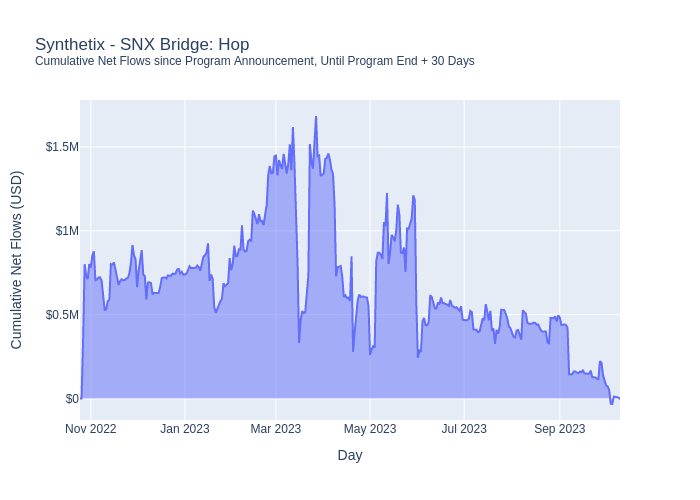 Synthetix - SNX Bridge: Hop
Cumulative Net Flows since Program Announcement, Until Program End + 30 Days
Cumulative Net Flows (USD)
$1.5M
$1M
$0.5M
$0
Nov 2022 Jan 2023 Mar 2023 May 2023 Jul 2023 Sep 2023
Day